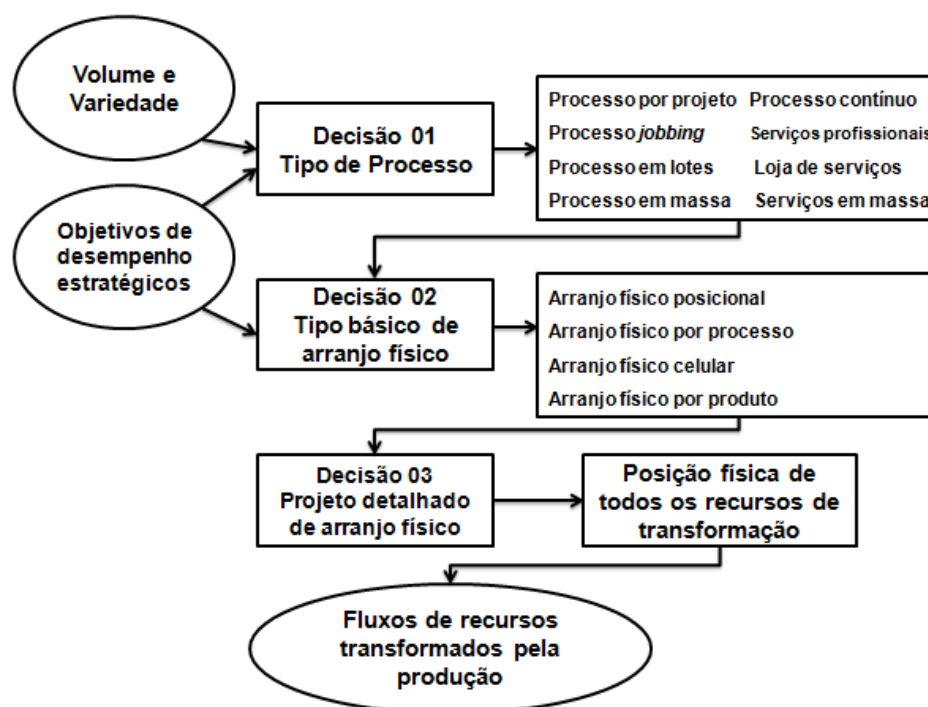 Volume e
Variedade
Objetivos de
desempenho
estratégicos
Decisão 01
Tipo de Processo
Processo por projeto Processo contínuo
Processo jobbing Serviços profissionais
Processo em lotes Loja de serviços
Processo em massa Serviços em massa
Decisão 02
Tipo básico de
arranjo físico
Arranjo físico posicional
Arranjo físico por processo
Arranjo físico celular
Arranjo físico por produto
Decisão 03
Projeto detalhado
de arranjo físico
Posição física de
todos os recursos de
transformação
Fluxos de recursos
transformados pela
produção